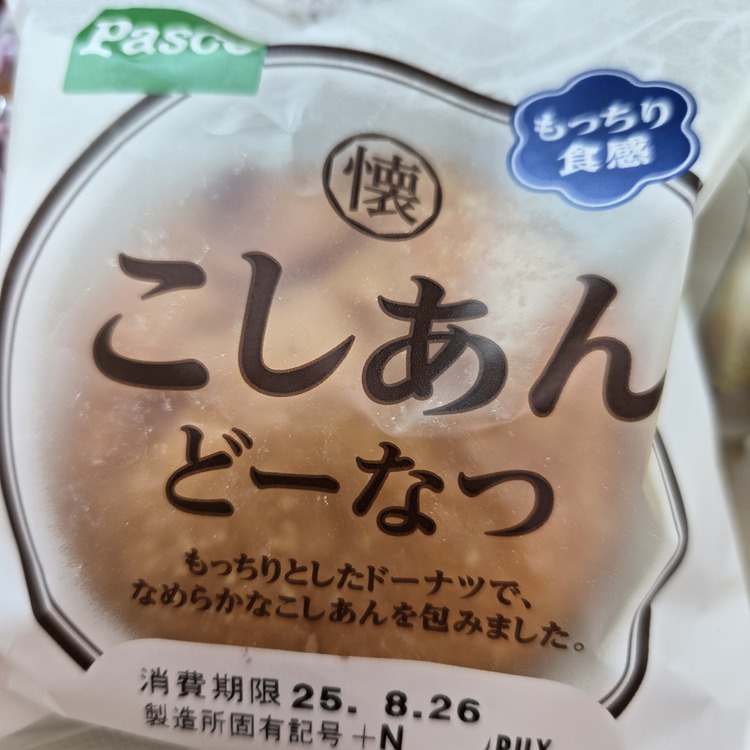 Pasco
もっちり
食感
懐
こしあん
どーなつ
もっちりとしたドーナツで、
なめらかなこしあんを包みました。
消費期限 25. 8.26
製造所固有記号 +N